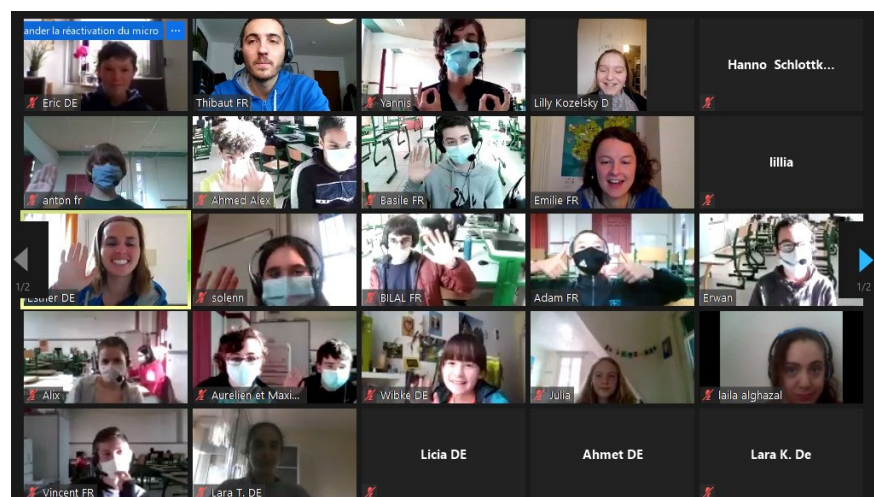 ander la réactivation du micro ...
Eric DE
Thibaut FR
Yannis
Lilly Kozelsky D
Hanno Schlottk...
anton fr
Ahmed Alex
Basile FR
Emilie FR
lillia
1/2
Esther DE
solenn
BILAL FR
Adam FR
Erwan
1/2
Alix
Aurélien et Maxi...
Wibke DE
Julia
laila alghazal
Vincent FR
Lara T. DE
Licia DE
Ahmet DE
Lara K. De